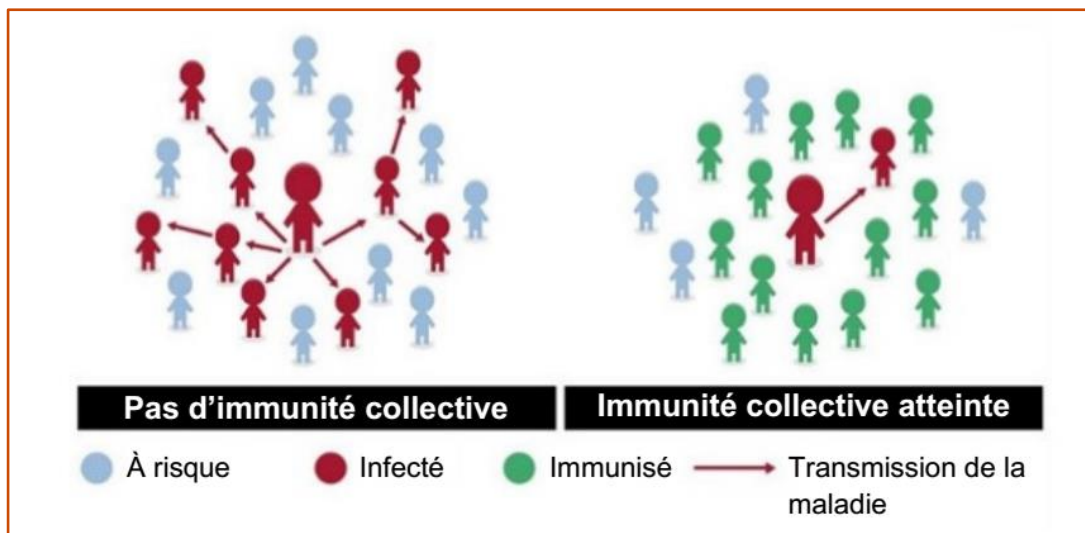 Pas d’immunité collective
Immunité collective atteinte
À risque
Infecté
Immunisé
Transmission de la
maladie